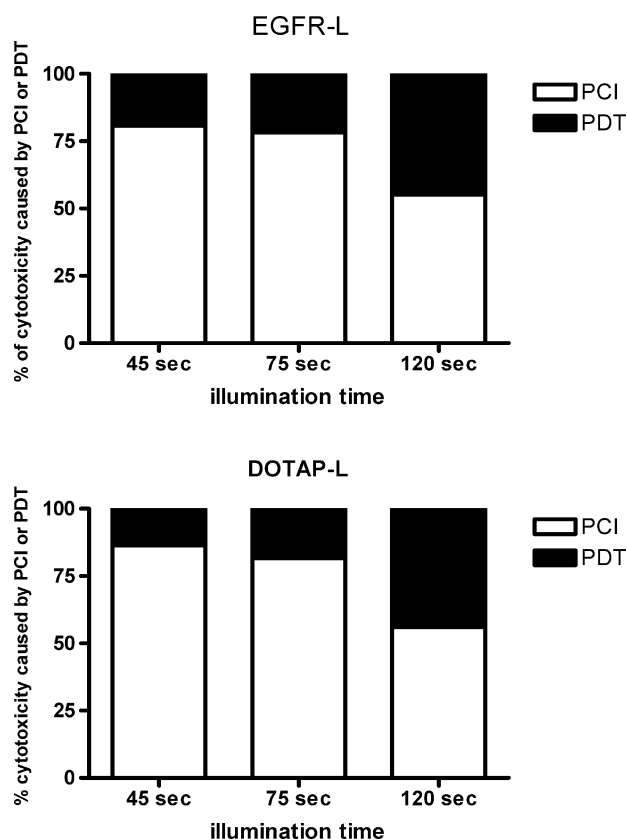 EGFR-L
% of cytotoxicity caused by PCI or PDT
100
75
50
25
0
45 sec
75 sec
120 sec
illumination time
PCI
PDT
DOTAP-L
% cytotoxicity caused by PCI or PDT
100
75
50
25
0
45 sec
75 sec
120 sec
illumination time
PCI
PDT